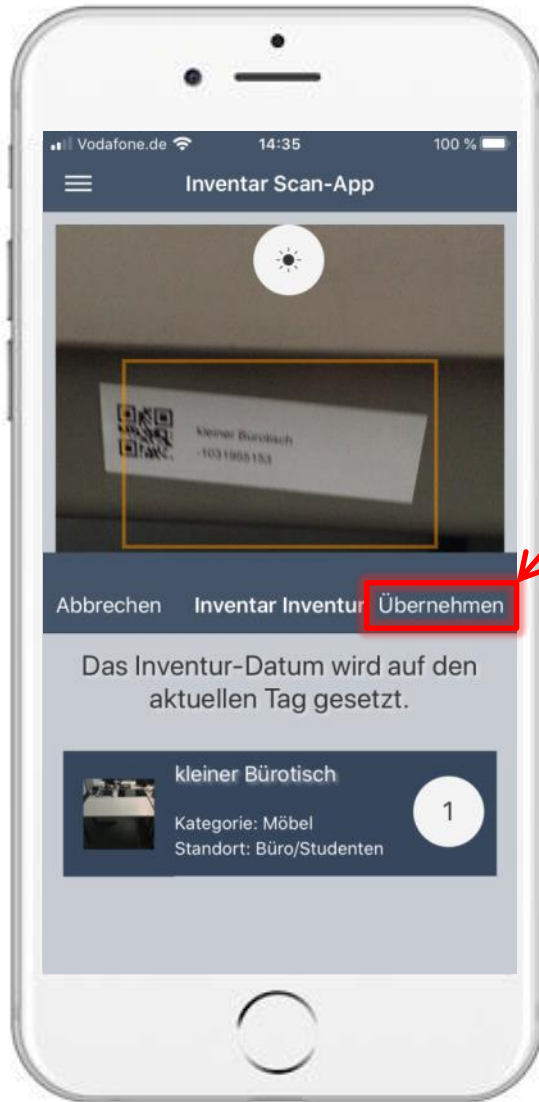 Vodafone.de 14:35 100 %
Inventar Scan-App
kleiner Bürotisch
-1031955153
Abbrechen Inventar Inventur Übernehmen
Das Inventur-Datum wird auf den
aktuellen Tag gesetzt.
kleiner Bürotisch
1
Kategorie: Möbel
Standort: Büro/Studenten